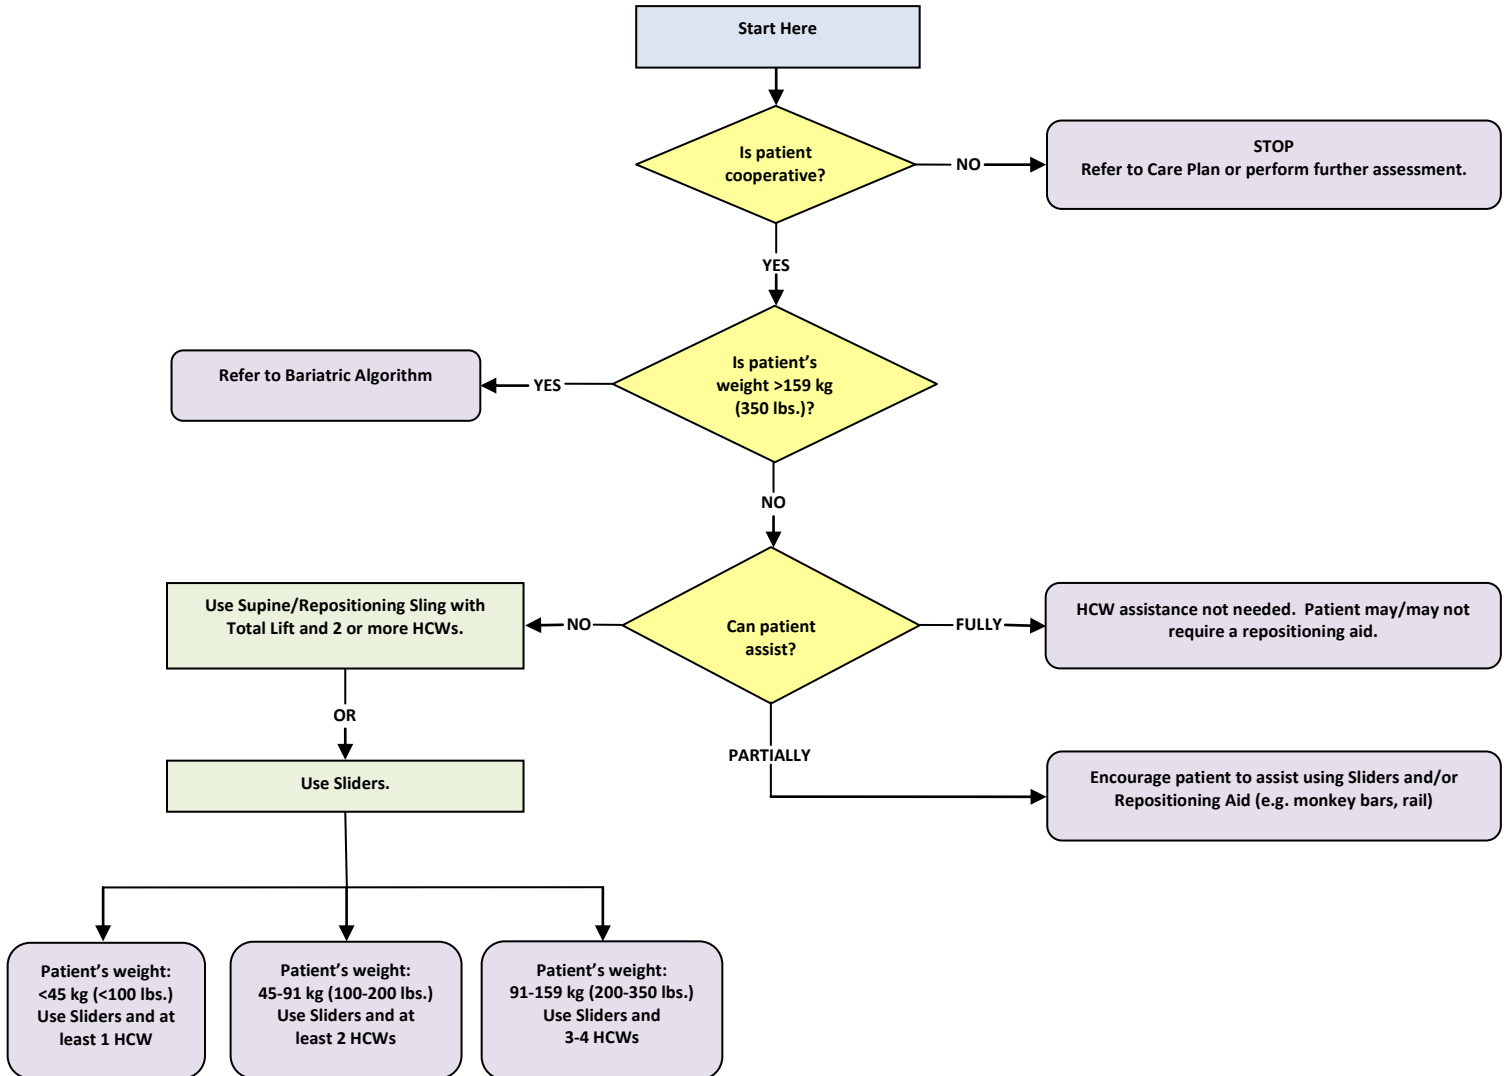 Start Here
Is patient
cooperative?
NO
STOP
Refer to Care Plan or perform further assessment.
YES
Is patient's
weight >159 kg
(350 lbs.)?
YES
Refer to Bariatric Algorithm
NO
Can patient
assist?
NO
Use Supine/Repositioning Sling with
Total Lift and 2 or more HCWs.
FULLY
HCW assistance not needed.  Patient may/may not
require a repositioning aid.
OR
PARTIALLY
Use Sliders.
Encourage patient to assist using Sliders and/or
Repositioning Aid (e.g. monkey bars, rail)
Patient's weight:
<45 kg (<100 lbs.)
Use Sliders and at
least 1 HCW
Patient's weight:
45-91 kg (100-200 lbs.)
Use Sliders and at
least 2 HCWs
Patient's weight:
91-159 kg (200-350 lbs.)
Use Sliders and
3-4 HCWs